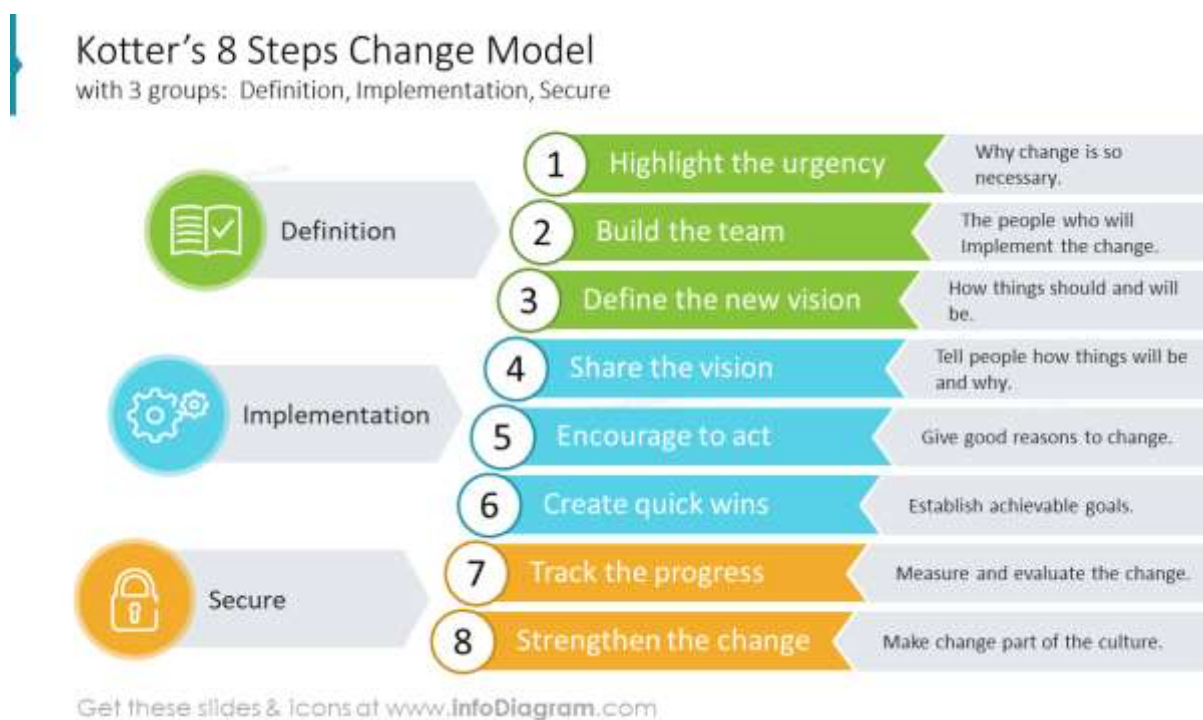 Kotter's 8 Steps Change Model
with 3 groups: Definition, Implementation, Secure
Definition
1 Highlight the urgency
Why change is so
necessary.
2 Build the team
The people who will
Implement the change.
3 Define the new vision
How things should and will
be.
Implementation
4 Share the vision
Tell people how things will be
and why.
5 Encourage to act
Give good reasons to change.
6 Create quick wins
Establish achievable goals.
Secure
7 Track the progress
Measure and evaluate the change.
8 Strengthen the change
Make change part of the culture.
Get these slides & icons at www.infoDiagram.com